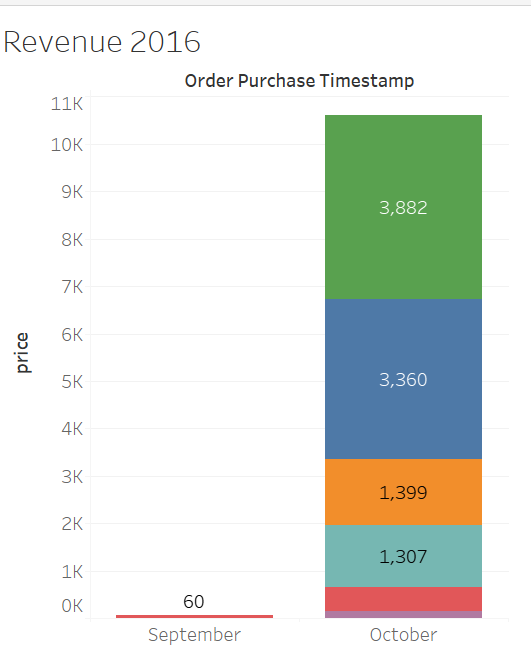 Revenue 2016
Order Purchase Timestamp
11K
10K
9K
8K
7K
6K
5K
4K
3K
2K
1K
0K
price
3,882
3,360
1,399
1,307
60
September
October